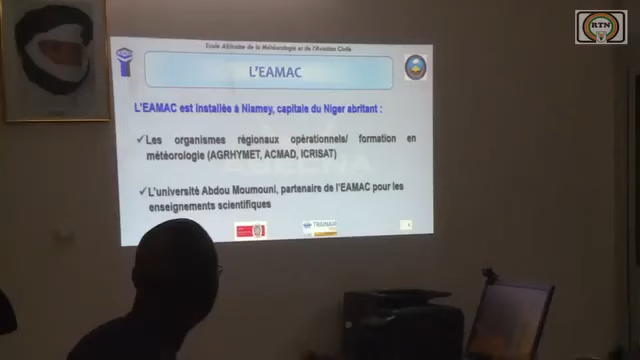 RTN
Ecole Africaine de la Météorologie et de l'Aviation Civile
L'EAMAC
L'EAMAC est installée à Niamey, capitale du Niger abritant :
✓Les organismes régionaux opérationnels/ formation en
météorologie (AGRHYMET, ACMAD, ICRISAT)
✓L'université Abdou Moumouni, partenaire de l'EAMAC pour les
enseignements scientifiques
TRAINAIR